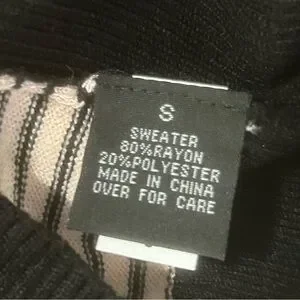 S
SWEATER
80%RAYON
20%POLYESTER
MADE IN CHINA
OVER FOR CARE